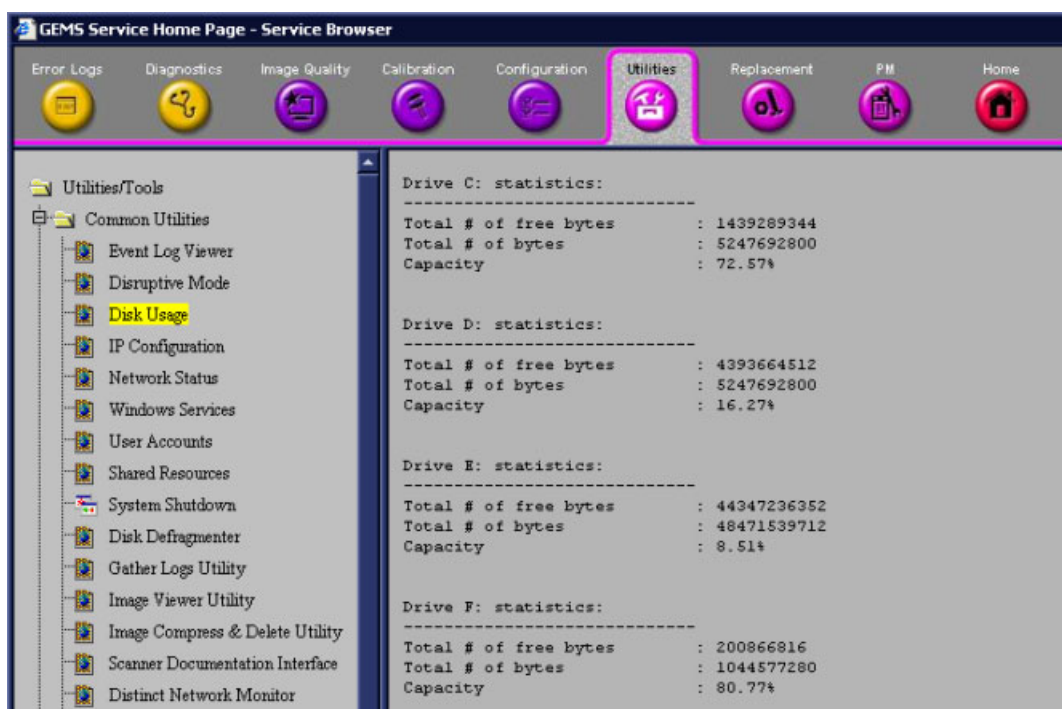 GEMS Service Home Page - Service Browser
Error Logs
Diagnostics
Image Quality
Calibration
Configuration
Utilities
Replacement
PM
Home
Utilities/Tools
Common Utilities
Event Log Viewer
Disruptive Mode
Disk Usage
IP Configuration
Network Status
Windows Services
User Accounts
Shared Resources
System Shutdown
Disk Defragmenter
Gather Logs Utility
Image Viewer Utility
Image Compress & Delete Utility
Scanner Documentation Interface
Distinct Network Monitor
Drive C: statistics:
-----------------------------
Total # of free bytes : 1439289344
Total # of bytes : 5247692800
Capacity : 72.57%
Drive D: statistics:
-----------------------------
Total # of free bytes : 4393664512
Total # of bytes : 5247692800
Capacity : 16.27%
Drive E: statistics:
-----------------------------
Total # of free bytes : 44347236352
Total # of bytes : 48471539712
Capacity : 8.51%
Drive F: statistics:
-----------------------------
Total # of free bytes : 200866816
Total # of bytes : 1044577280
Capacity : 80.77%